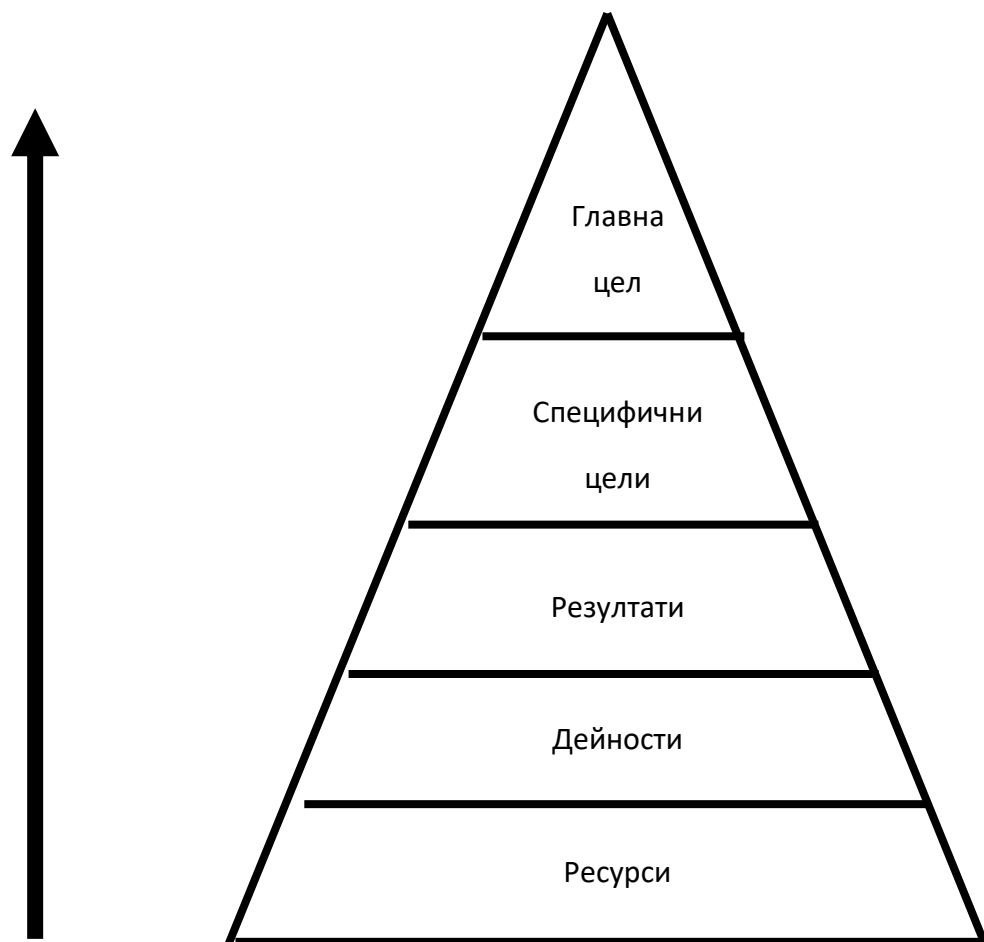 Главна
цел
Специфични
цели
Резултати
Дейности
Ресурси